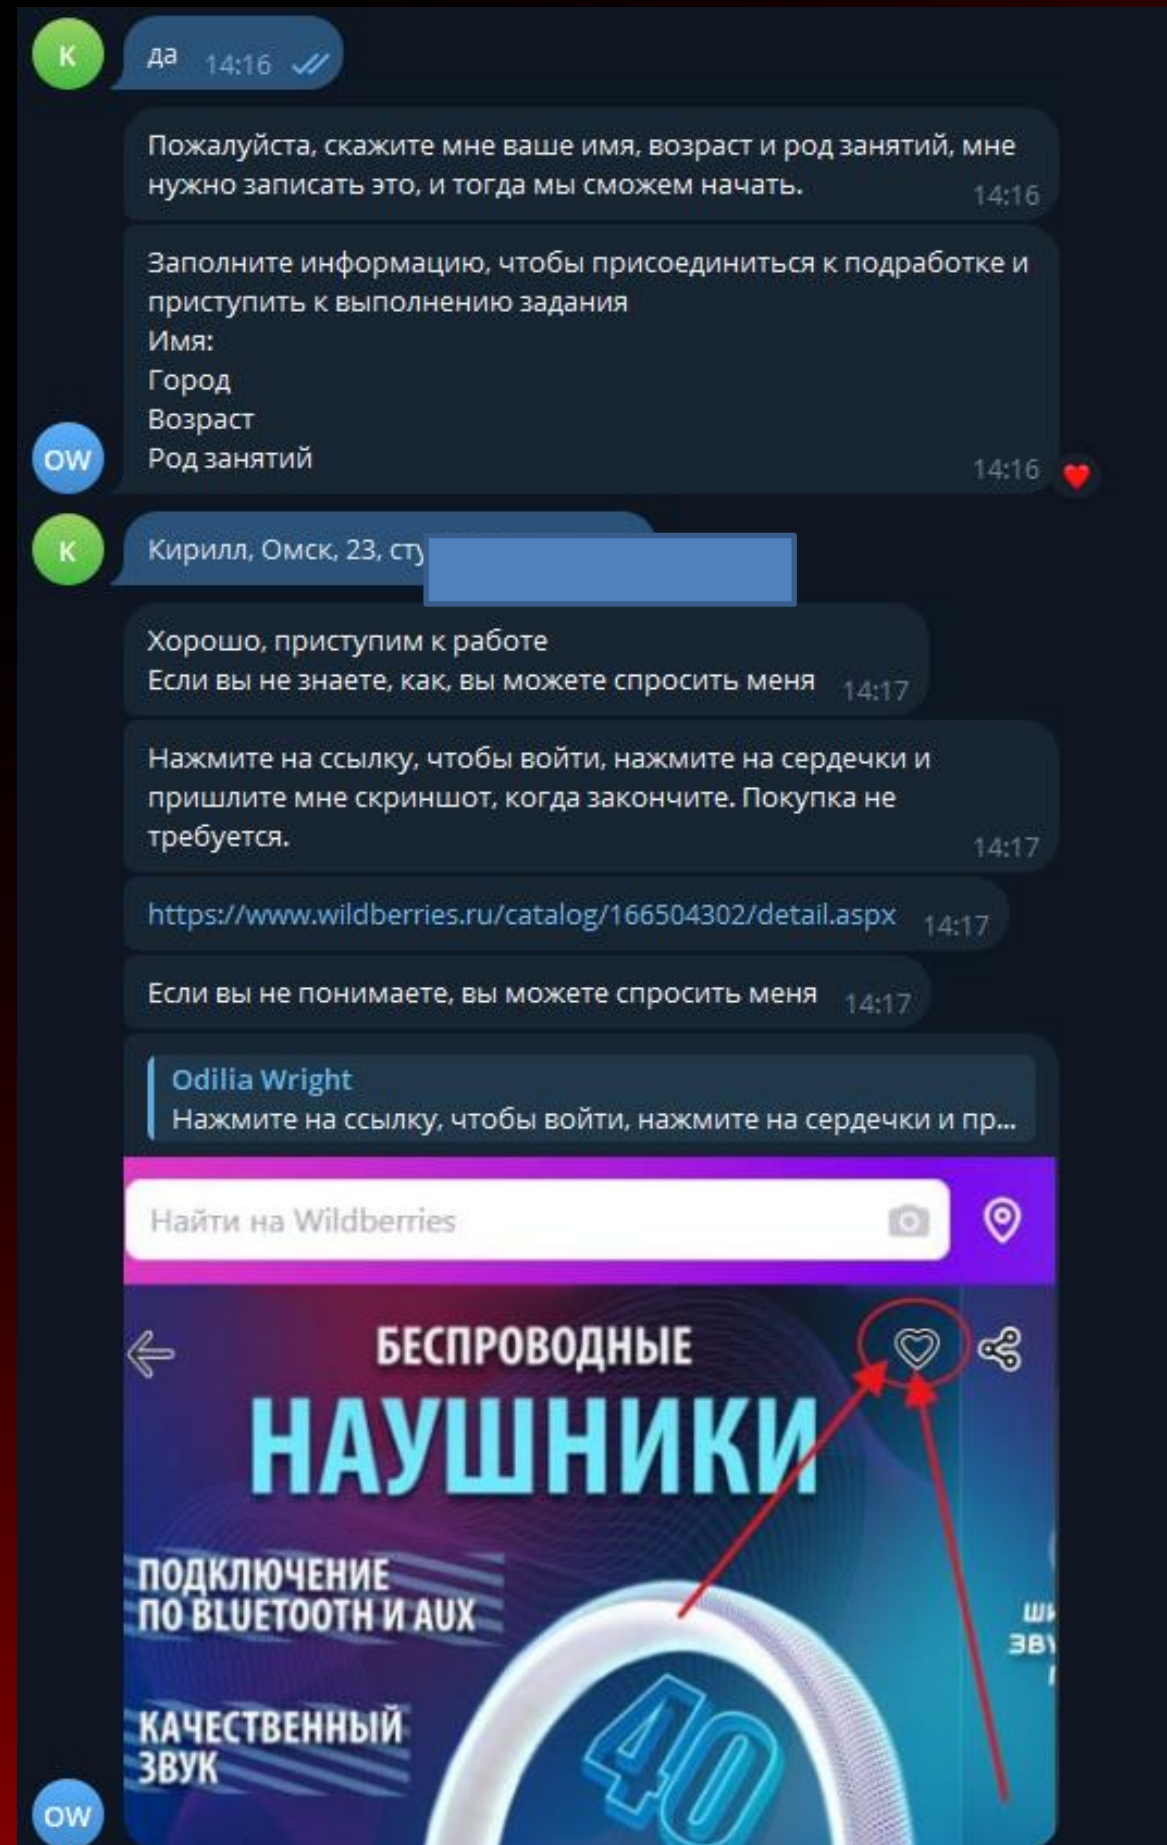 К
да 14:16
Пожалуйста, скажите мне ваше имя, возраст и род занятий, мне
нужно записать это, и тогда мы сможем начать. 14:16
Заполните информацию, чтобы присоединиться к подработке и
приступить к выполнению задания
Имя:
Город
Возраст
Род занятий 14:16
OW
К
Кирилл, Омск, 23,
Хорошо, приступим к работе
Если вы не знаете, как, вы можете спросить меня 14:17
Нажмите на ссылку, чтобы войти, нажмите на сердечки и
пришлите мне скриншот, когда закончите. Покупка не
требуется. 14:17
https://www.wildberries.ru/catalog/166504302/detail.aspx 14:17
Если вы не понимаете, вы можете спросить меня 14:17
Odilia Wright
Нажмите на ссылку, чтобы войти, нажмите на сердечки и пр...
Найти на Wildberries
БЕСПРОВОДНЫЕ
НАУШНИКИ
ПОДКЛЮЧЕНИЕ
ПО BLUETOOTH И AUX
КАЧЕСТВЕННЫЙ
ЗВУК
40
OW